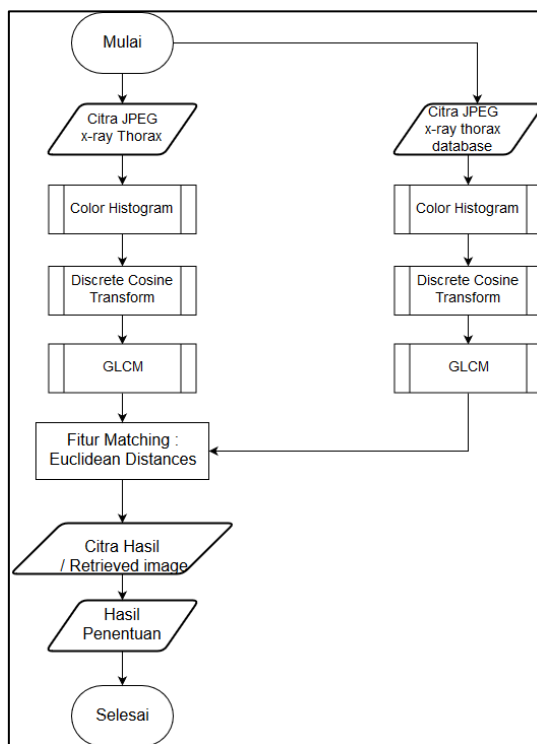 Mulai
Citra JPEG
x-ray Thorax
Citra JPEG
x-ray thorax
database
Color Histogram
Color Histogram
Discrete Cosine
Transform
Discrete Cosine
Transform
GLCM
GLCM
Fitur Matching :
Euclidean Distances
Citra Hasil
/ Retrieved image
Hasil
Penentuan
Selesai